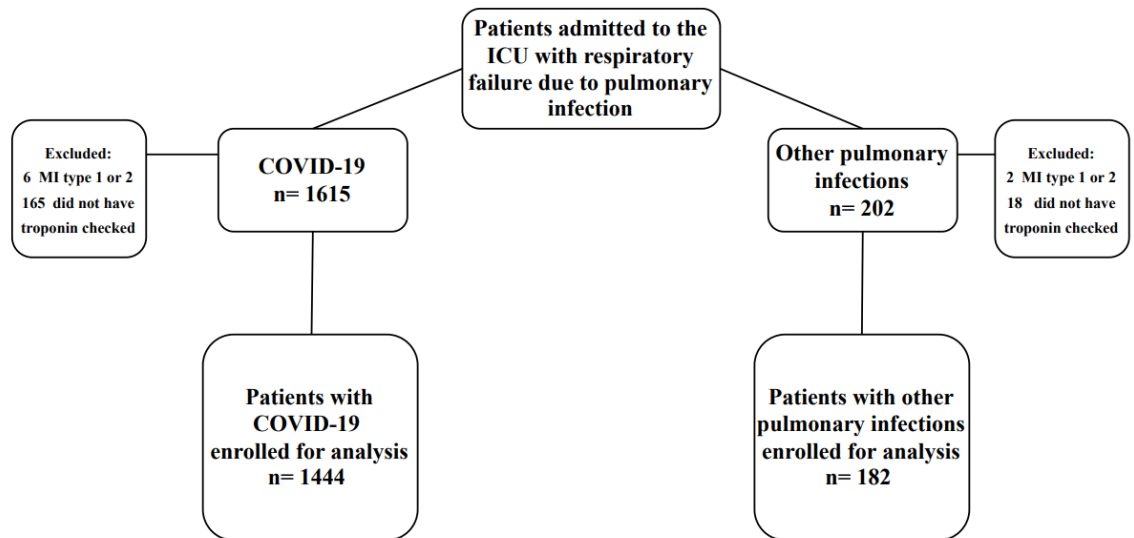 Patients admitted to the
ICU with respiratory
failure due to pulmonary
infection
Excluded:
6 MI type 1 or 2
165 did not have
troponin checked
COVID-19
n= 1615
Other pulmonary
infections
n= 202
Excluded:
2 MI type 1 or 2
18 did not have
troponin checked
Patients with
COVID-19
enrolled for analysis
n= 1444
Patients with other
pulmonary infections
enrolled for analysis
n= 182